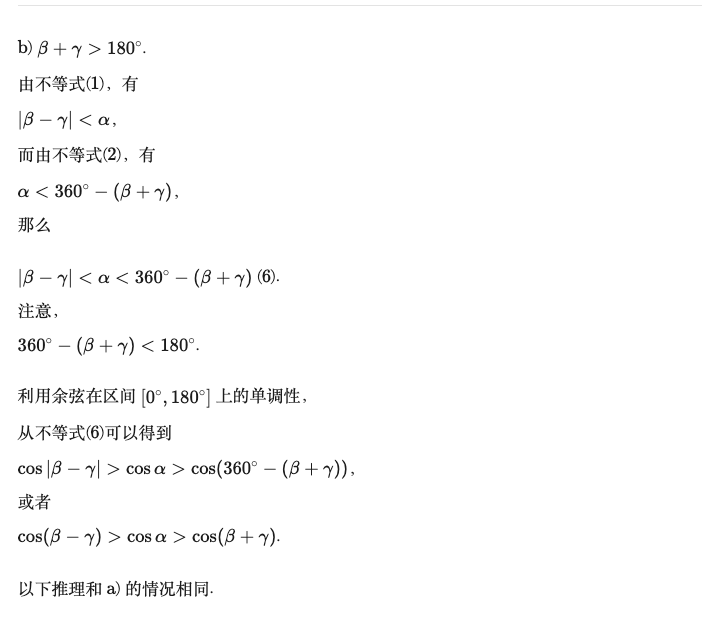 b) β + γ > 180°.
由不等式(1)，有
|β − γ| < α,
而由不等式(2)，有
α < 360° − (β + γ),
那么
|β − γ| < α < 360° − (β + γ) (6).
注意,
360° − (β + γ) < 180°.
利用余弦在区间 [0°, 180°] 上的单调性,
从不等式(6)可以得到
cos |β − γ| > cos α > cos(360° − (β + γ)),
或者
cos(β − γ) > cos α > cos(β + γ).
以下推理和 a) 的情况相同.